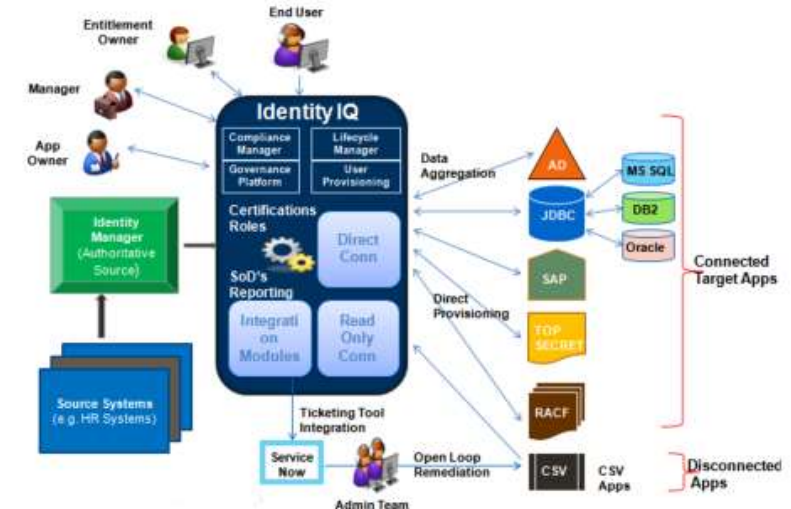 End User
Entitlement
Owner
Manager
App
Owner
Identity IQ
Compliance
Manager
Lifecycle
Manager
Governance
Platform
User
Provisioning
Certifications
Roles
SoD's
Reporting
Direct
Conn
Integrati
on
Modules
Read
Only
Conn
Identity
Manager
(Authoritative
Source)
Source Systems
(e.g. HR Systems)
Data
Aggregation
Direct
Provisioning
AD
JDBC
MS SQL
DB2
Oracle
SAP
TOP
SECRET
RACF
CSV
CSV
Apps
Connected
Target Apps
Disconnected
Apps
Ticketing Tool
Integration
Service
Now
Admin Team
Open Loop
Remediation